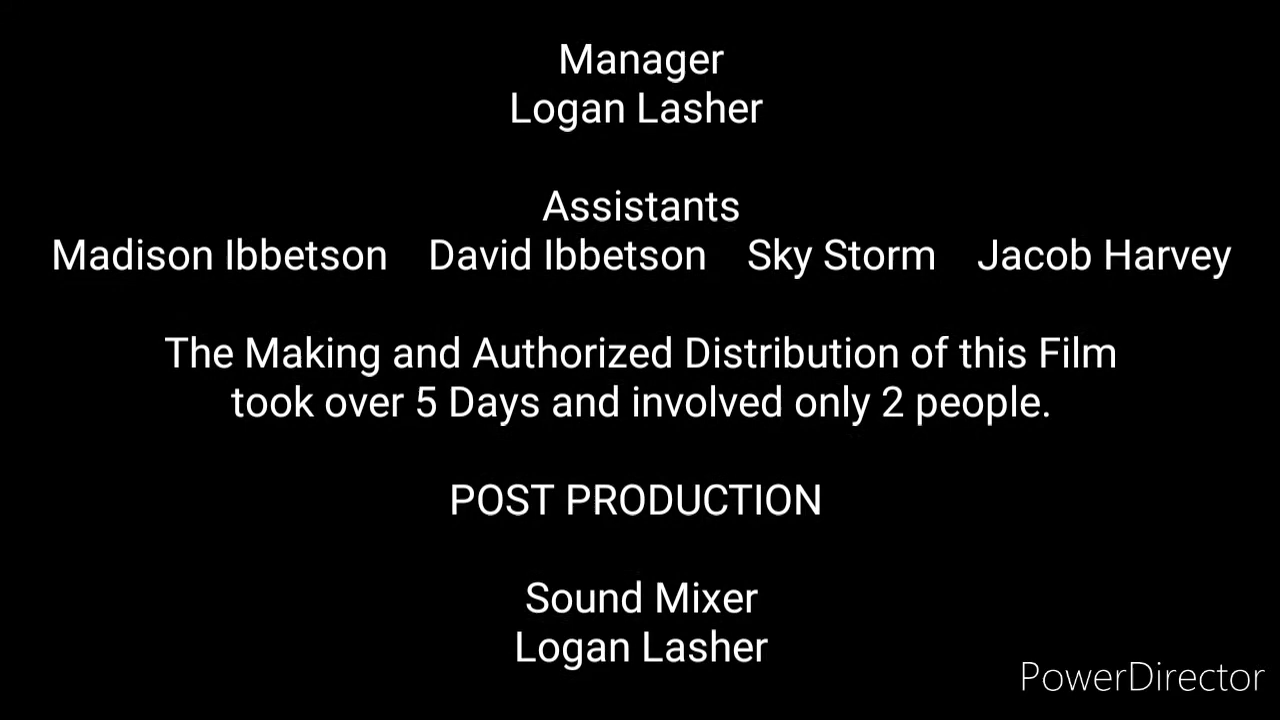 Manager
Logan Lasher
Assistants
Madison Ibbetson David Ibbetson Sky Storm Jacob Harvey
The Making and Authorized Distribution of this Film
took over 5 Days and involved only 2 people.
POST PRODUCTION
Sound Mixer
Logan Lasher
PowerDirector